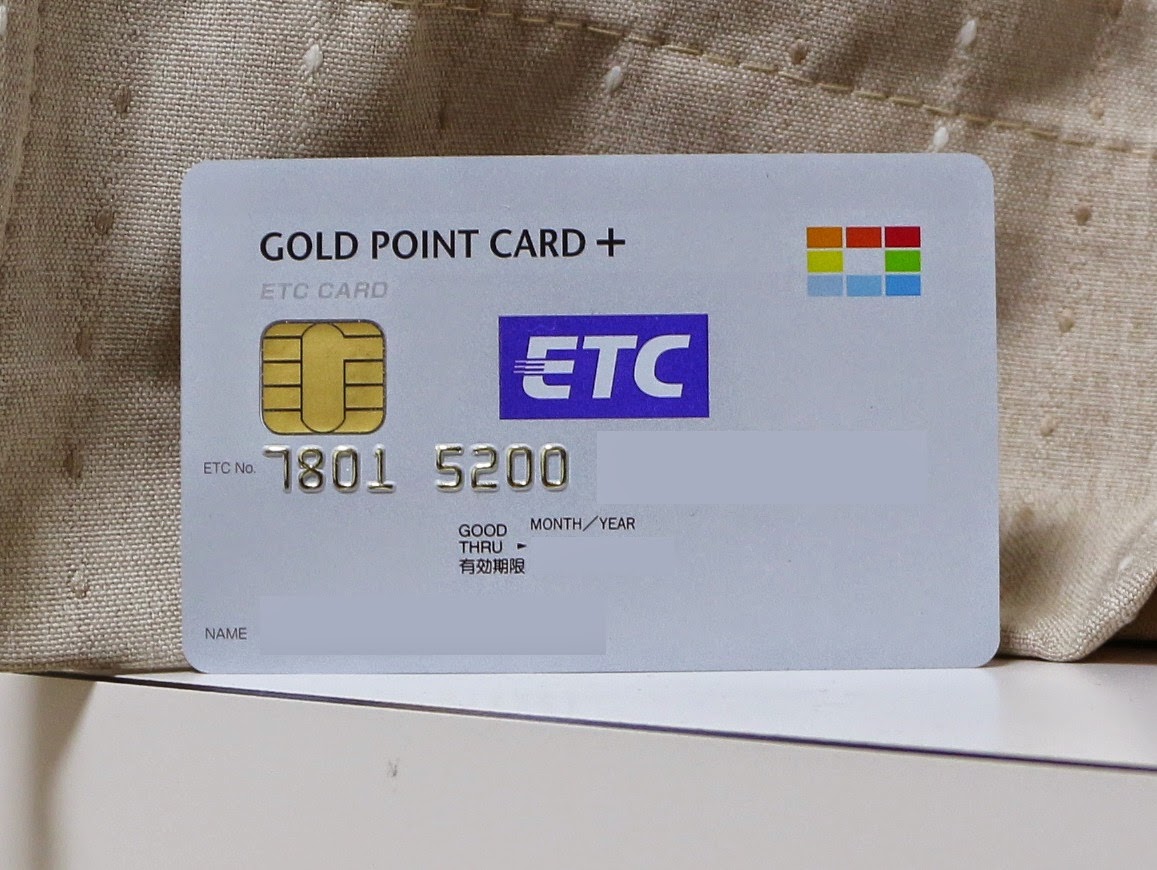 GOLD POINT CARD +
ETC CARD
ETC
ETC No. 7801 5200
MONTH/YEAR
GOOD
THRU ►
有効期限
NAME